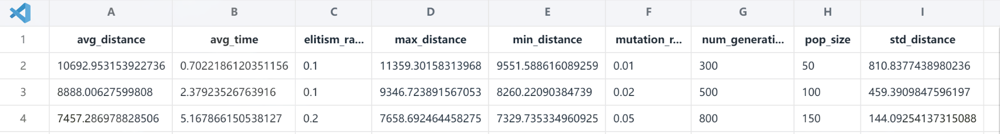 A B C D E F G H I
1 avg_distance avg_time elitism_ra... max_distance min_distance mutation_r... num_generati... pop_size std_distance
2 10692.953153922736 0.7022186120351156 0.1 11359.30158313968 9551.588616089259 0.01 300 50 810.8377438980236
3 8888.00627599808 2.37923526763916 0.1 9346.723891567053 8260.22090384739 0.02 500 100 459.3909847596197
4 7457.286978828506 5.167866150538127 0.2 7658.692464458275 7329.735334960925 0.05 800 150 144.09254137315088